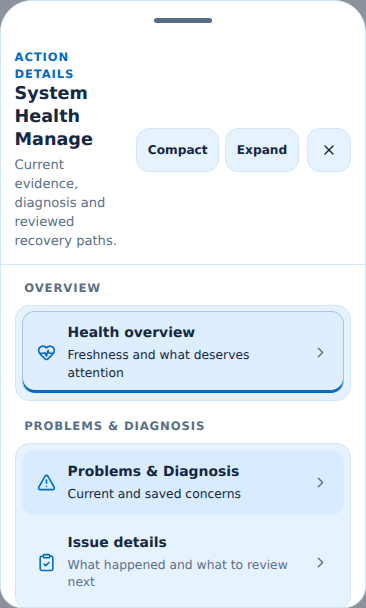 ACTION
DETAILS
System
Health
Manage
Current
evidence,
diagnosis and
reviewed
recovery paths.
Compact
Expand
OVERVIEW
Health overview
Freshness and what deserves
attention
PROBLEMS & DIAGNOSIS
Problems & Diagnosis
Current and saved concerns
Issue details
What happened and what to review
next